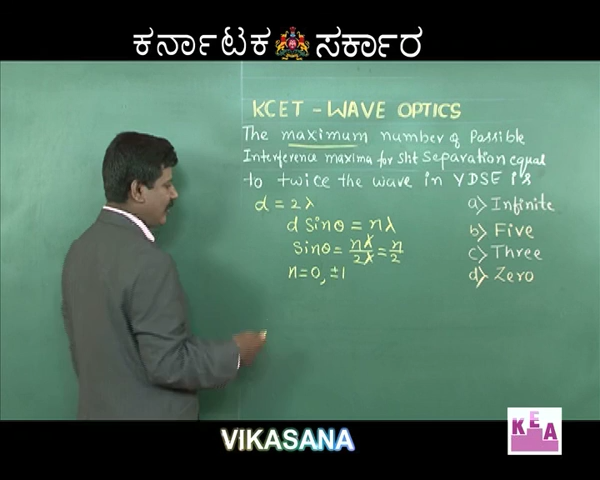 ಕರ್ನಾಟಕ ಸರ್ಕಾರ
KCET - WAVE OPTICS
The maximum number of Possible
Interference maxima for slit Separation equal
to twice the wave in YDSE is
d = 2λ
d Sinθ = nλ
Sinθ = nλ/2λ = n/2
n = 0, ±1
a) Infinite
b) Five
c) Three
d) Zero
VIKASANA
KEA